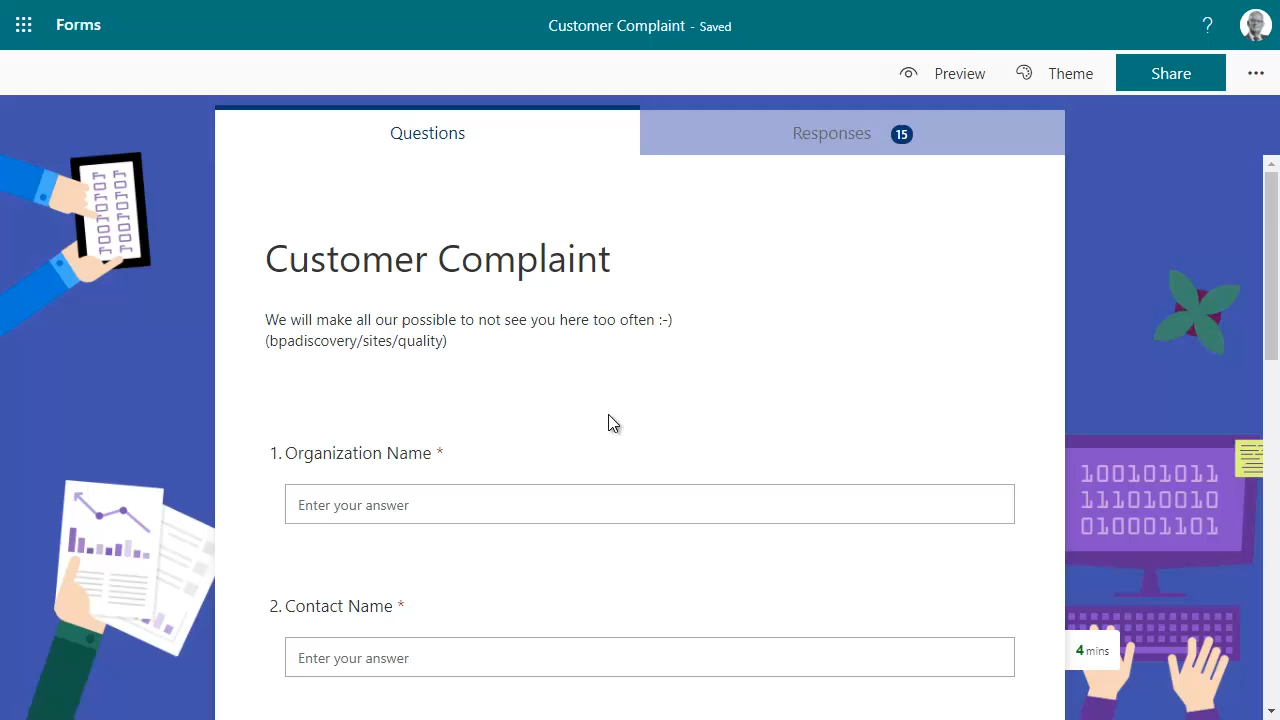 Forms
Customer Complaint - Saved
?
Preview
Theme
Share
Questions
Responses 15
Customer Complaint
We will make all our possible to not see you here too often :-)
(bpadiscovery/sites/quality)
1. Organization Name *
Enter your answer
2. Contact Name *
Enter your answer
100101011
111010010
010001101
4 mins